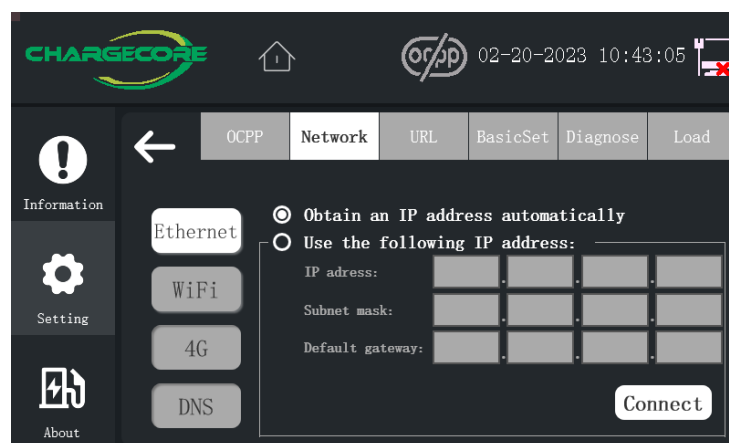 CHARGECORE
ocpp 02-20-2023 10:43:05
OCPP Network URL BasicSet Diagnose Load
Information
Setting
About
Ethernet
WiFi
4G
DNS
Obtain an IP address automatically
Use the following IP address:
IP adress:
. . .
Subnet mask:
. . .
Default gateway:
. . .
Connect